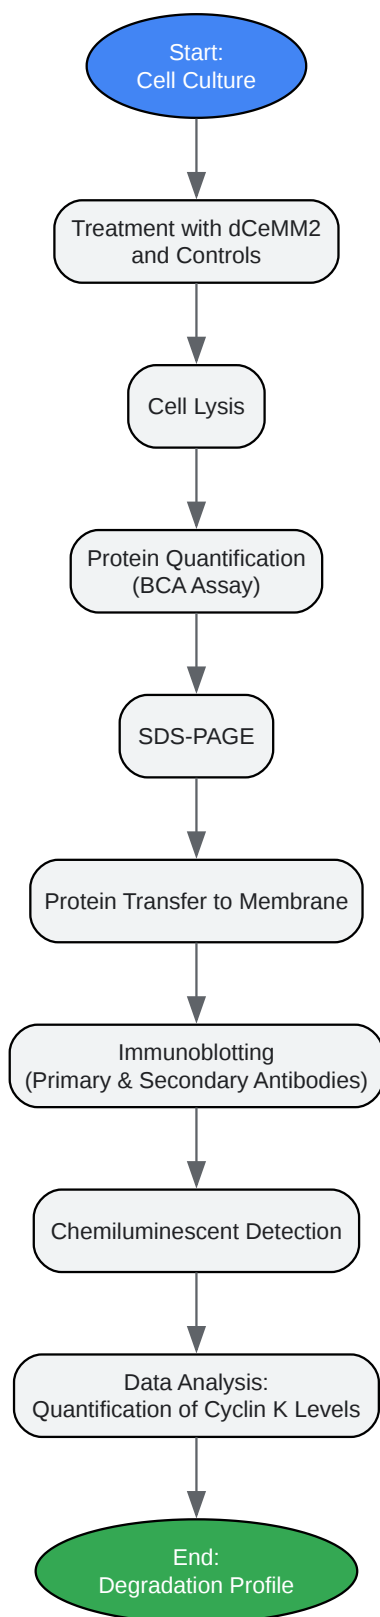 Start:
Cell Culture
Treatment with dCeMM2
and Controls
Cell Lysis
Protein Quantification
(BCA Assay)
SDS-PAGE
Protein Transfer to Membrane
Immunoblotting
(Primary & Secondary Antibodies)
Chemiluminescent Detection
Data Analysis:
Quantification of Cyclin K Levels
End:
Degradation Profile